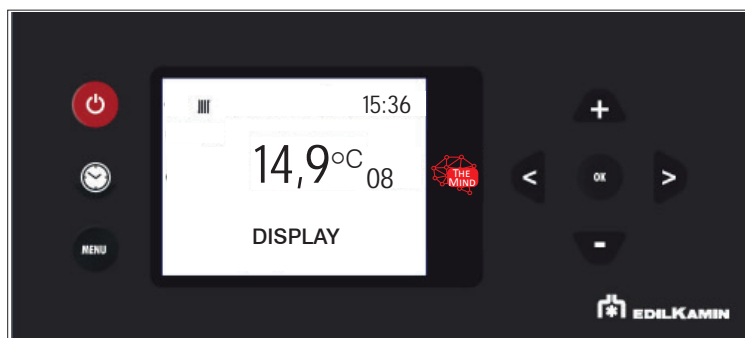 15:36
14,9°C 08
DISPLAY
MENU
THE
MIND
+
< OK >
-
EDILKAMIN